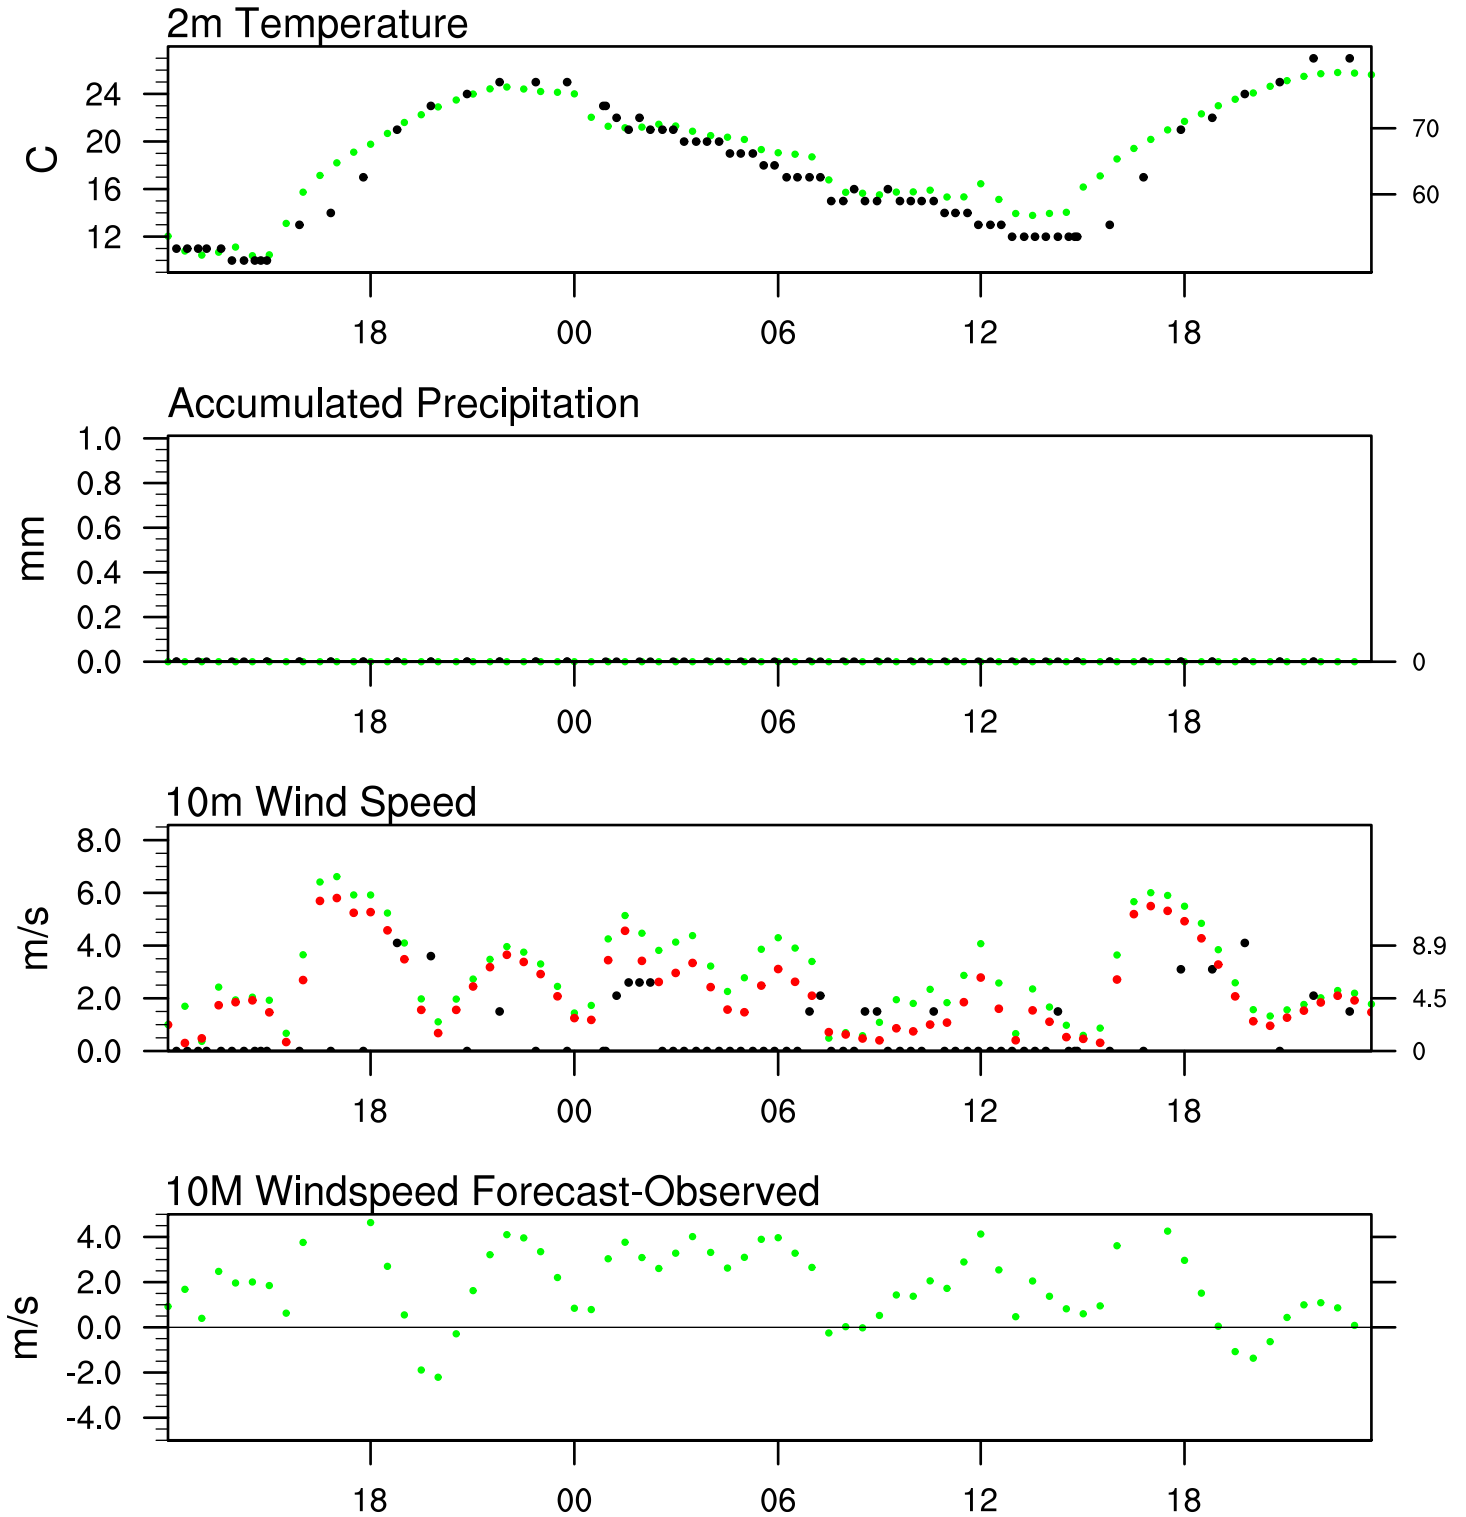 2m Temperature
24
20
16
12
C
70
60
18 00 06 12 18
Accumulated Precipitation
1.0
0.8
0.6
0.4
0.2
0.0
mm
0
18 00 06 12 18
10m Wind Speed
8.0
6.0
4.0
2.0
0.0
m/s
8.9
4.5
0
18 00 06 12 18
10M Windspeed Forecast-Observed
4.0
2.0
0.0
-2.0
-4.0
m/s
18 00 06 12 18